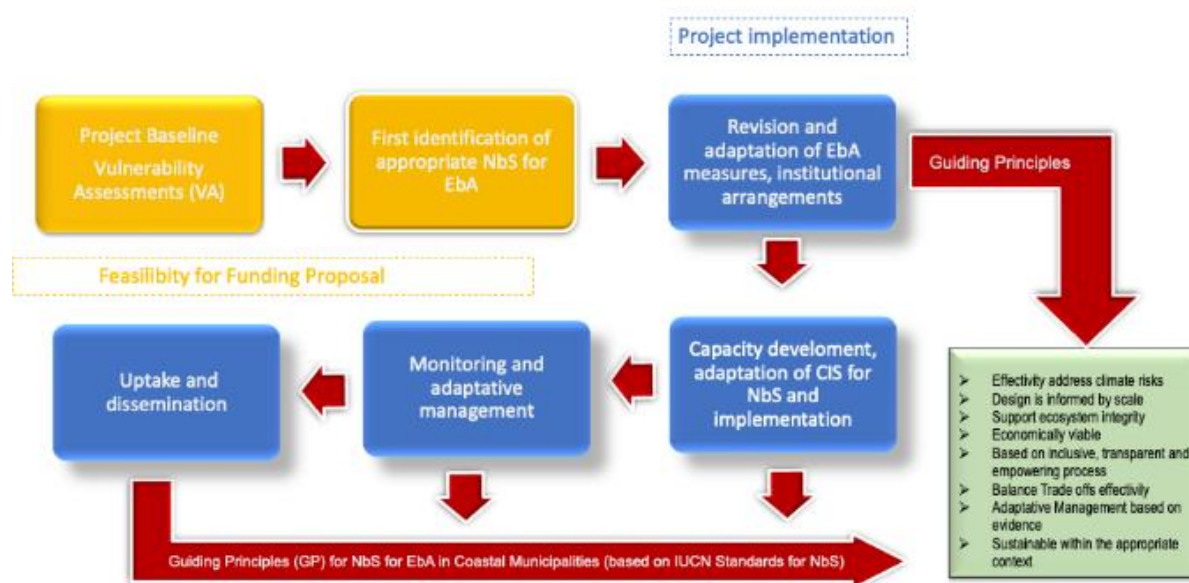 Project implementation
Project Baseline
Vulnerability
Assessments (VA)
First identification of
appropriate NbS for
EbA
Revision and
adaptation of EbA
measures, institutional
arrangements
Guiding Principles
Feasilibity for Funding Proposal
Uptake and
dissemination
Monitoring and
adaptative
management
Capacity develoment,
adaptation of CIS for
NbS and
implementation
➢ Effectivity address climate risks
➢ Design is informed by scale
➢ Support ecosystem integrity
➢ Economically viable
➢ Based on inclusive, transparent and
empowering process
➢ Balance Trade offs effectivity
➢ Adaptative Management based on
evidence
➢ Sustainable within the appropriate
context
Guiding Principles (GP) for NbS for EbA in Coastal Municipalities (based on IUCN Standards for NbS)